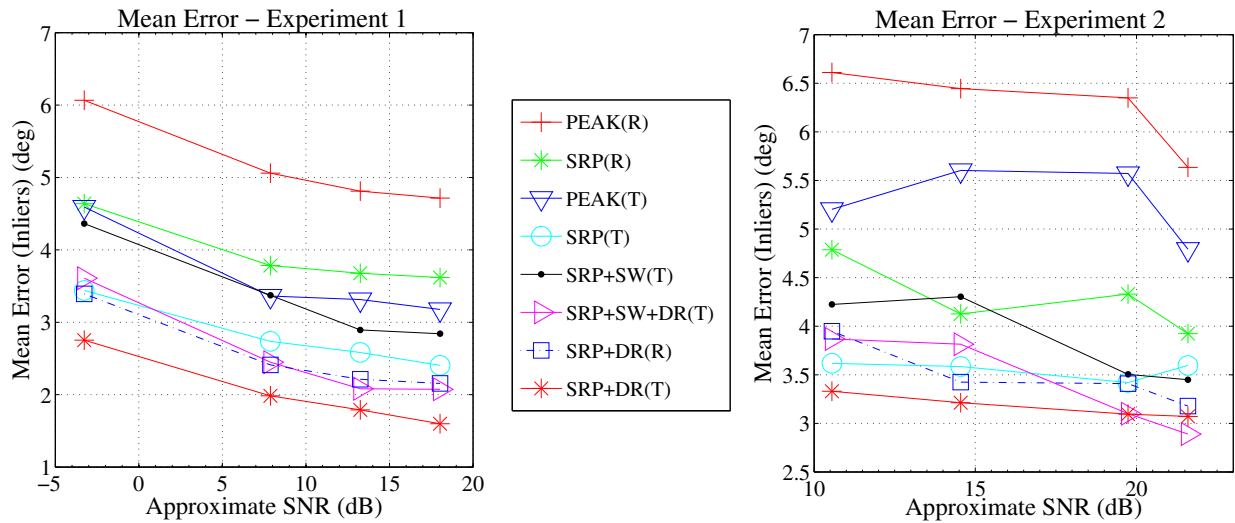 Mean Error – Experiment 1
7
6
5
4
3
2
1
−5
0
5
10
15
20
Mean Error (Inliers) (deg)
Approximate SNR (dB)
PEAK(R)
SRP(R)
PEAK(T)
SRP(T)
SRP+SW(T)
SRP+SW+DR(T)
SRP+DR(R)
SRP+DR(T)
Mean Error – Experiment 2
7
6.5
6
5.5
5
4.5
4
3.5
3
2.5
10
15
20
Mean Error (Inliers) (deg)
Approximate SNR (dB)